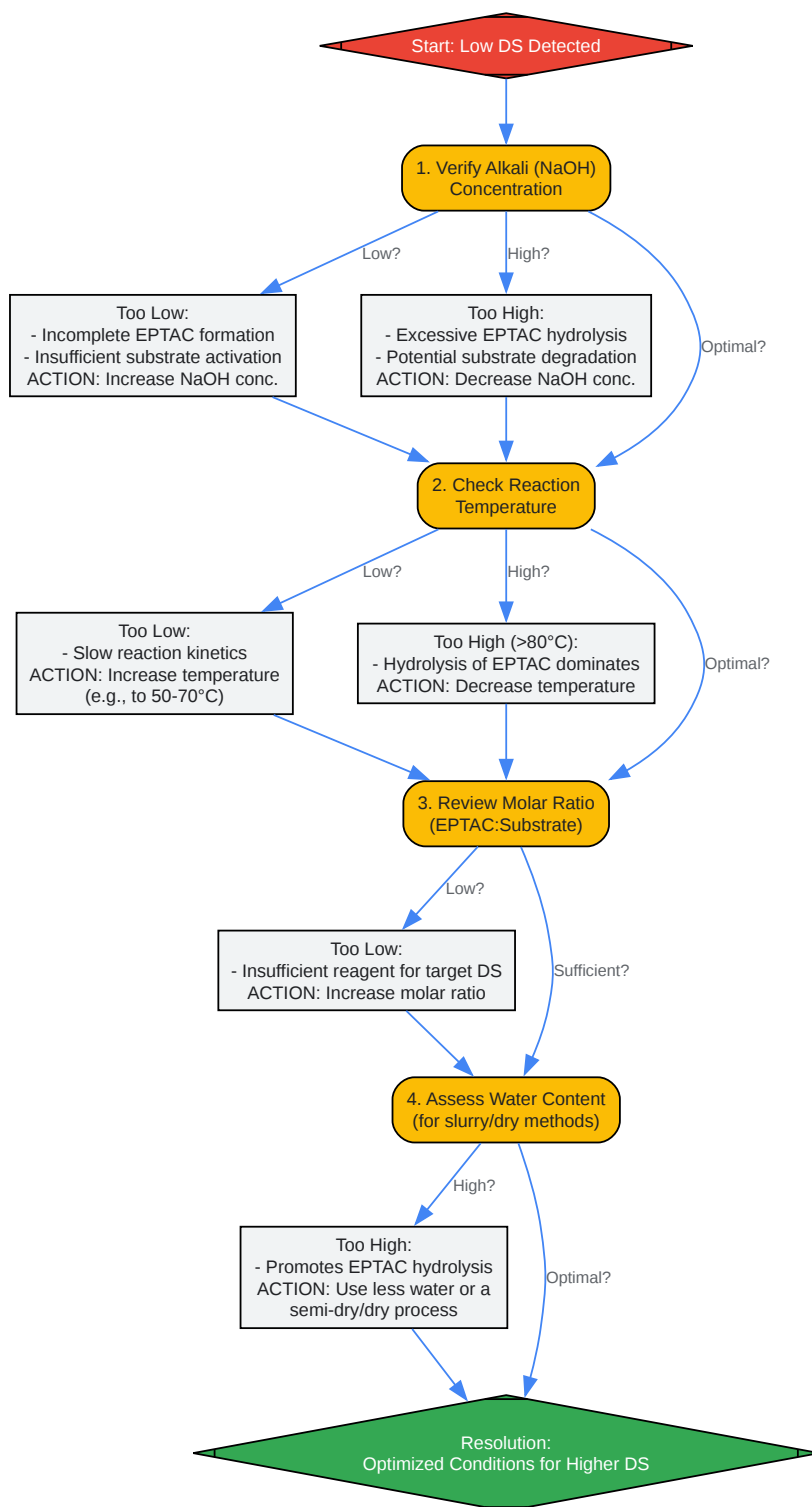 Start: Low DS Detected
1. Verify Alkali (NaOH)
Concentration
Low?
High?
Optimal?
Too Low:
- Incomplete EPTAC formation
- Insufficient substrate activation
ACTION: Increase NaOH conc.
Too High:
- Excessive EPTAC hydrolysis
- Potential substrate degradation
ACTION: Decrease NaOH conc.
2. Check Reaction
Temperature
Low?
High?
Optimal?
Too Low:
- Slow reaction kinetics
ACTION: Increase temperature
(e.g., to 50-70°C)
Too High (>80°C):
- Hydrolysis of EPTAC dominates
ACTION: Decrease temperature
3. Review Molar Ratio
(EPTAC:Substrate)
Low?
Sufficient?
Too Low:
- Insufficient reagent for target DS
ACTION: Increase molar ratio
4. Assess Water Content
(for slurry/dry methods)
High?
Optimal?
Too High:
- Promotes EPTAC hydrolysis
ACTION: Use less water or a
semi-dry/dry process
Resolution:
Optimized Conditions for Higher DS